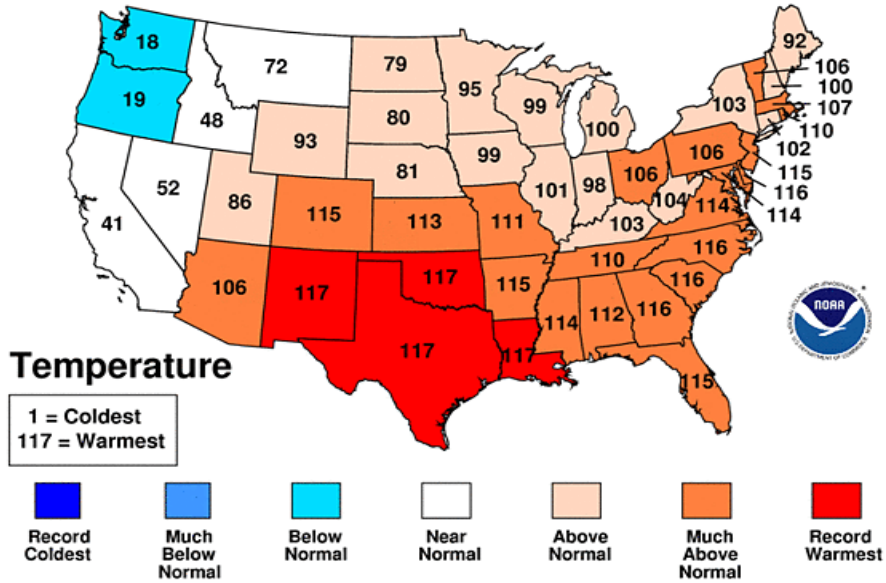 18
92
79
72
106
95
19
99
103
100
80
107
48
100
93
110
99
106
106
102
81
52
101
98
115
86
104
116
41
115
113
111
103
114
114
116
110
106
117
117
115
116
114
112
116
117
117
115
NOAA
Temperature
1 = Coldest
117 = Warmest
Record
Coldest
Much
Below
Normal
Below
Normal
Near
Normal
Above
Normal
Much
Above
Normal
Record
Warmest